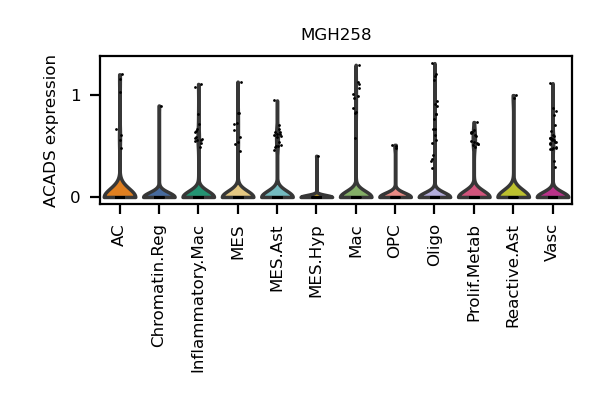 MGH258
ACADS expression
1
0
AC
Chromatin.Reg
Inflammatory.Mac
MES
MES.Ast
MES.Hyp
Mac
OPC
Oligo
Prolif.Metab
Reactive.Ast
Vasc